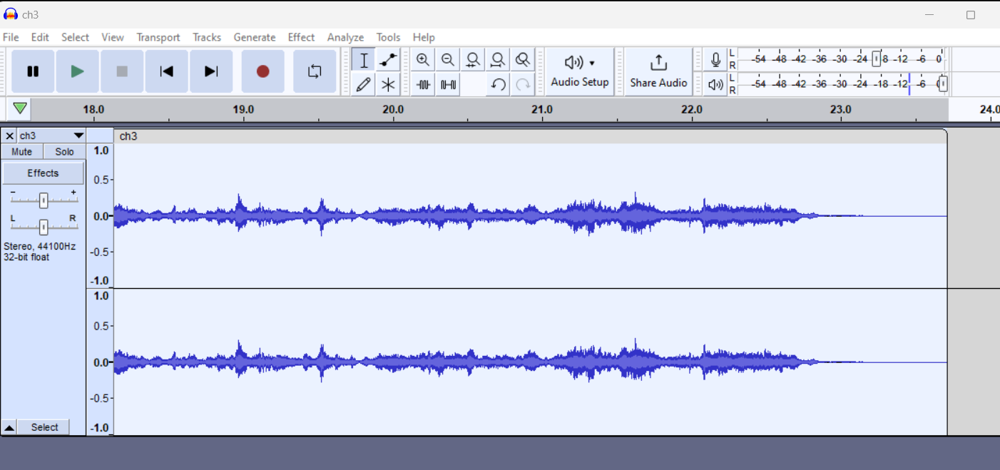 ch3
File Edit Select View Transport Tracks Generate Effect Analyze Tools Help
L
R
-54 -48 -42 -36 -30 -24 -12 -6 0
Audio Setup
Share Audio
L
R
-54 -48 -42 -36 -30 -24 -18 -12 -6
18.0 19.0 20.0 21.0 22.0 23.0 24.0
ch3
ch3
Mute Solo
Effects
- +
L R
Stereo, 44100Hz
32-bit float
Select
1.0
0.5
0.0
-0.5
-1.0
1.0
0.5
0.0
-0.5
-1.0